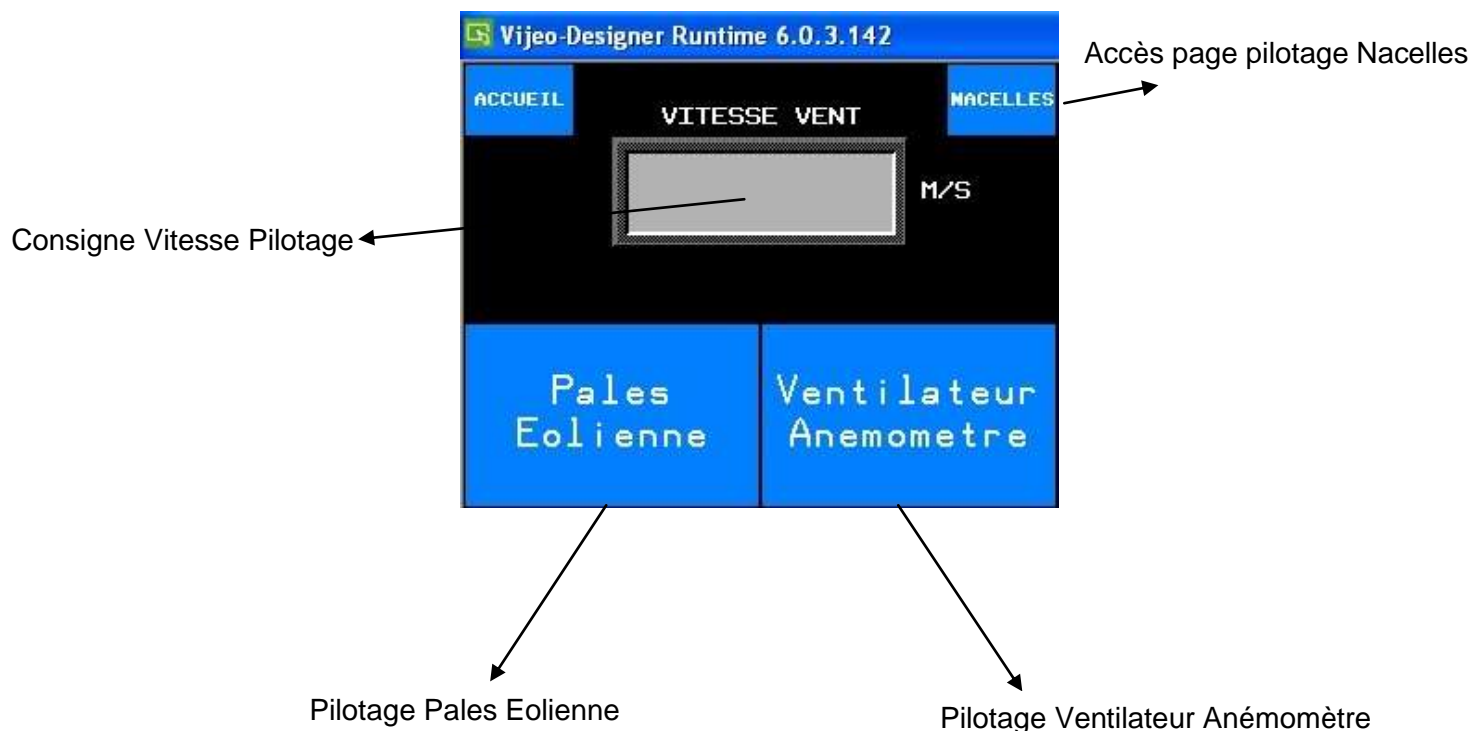 Vijeo-Designer Runtime 6.0.3.142
Accès page pilotage Nacelles
ACCUEIL
NACELLES
VITESSE VENT
M/S
Consigne Vitesse Pilotage
Pales
Eolienne
Ventilateur
Anemometre
Pilotage Pales Eolienne
Pilotage Ventilateur Anémomètre